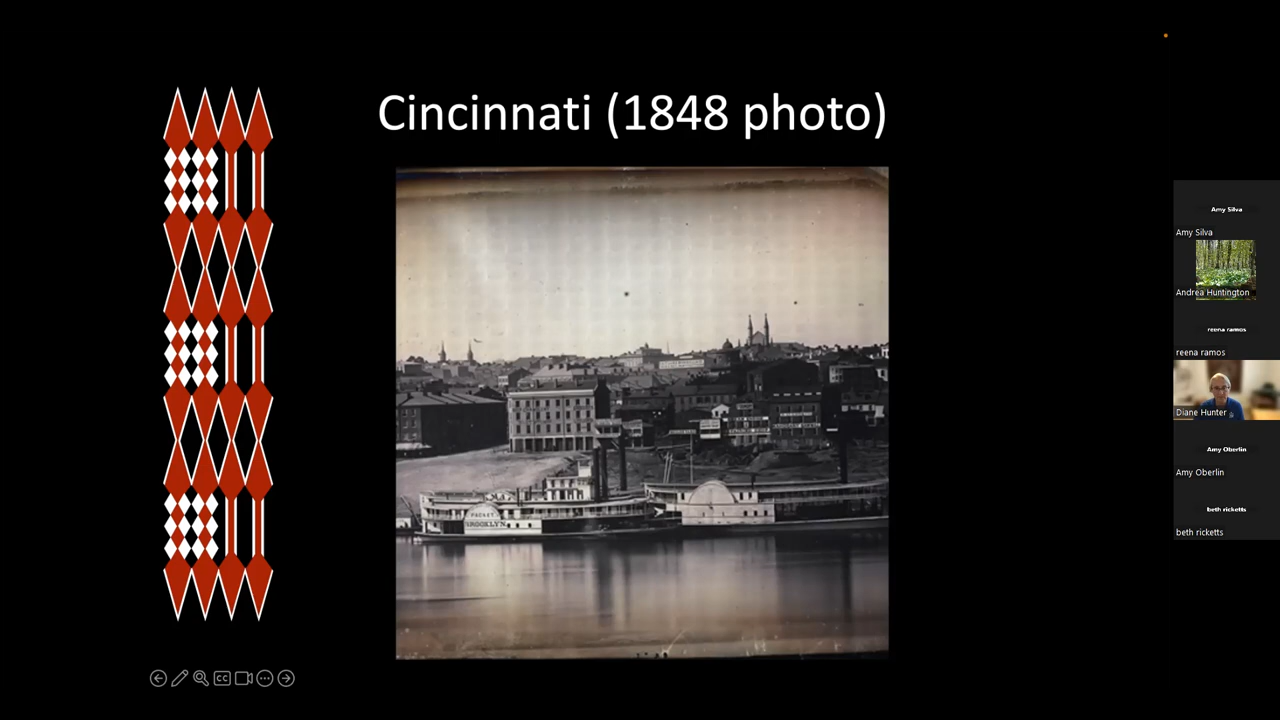 Cincinnati (1848 photo)
PACKET
BROOKLYN
Amy Silva
Amy Silva
Andrea Huntington
reena ramos
reena ramos
Diane Hunter
Amy Oberlin
Amy Oberlin
beth ricketts
beth ricketts
CC